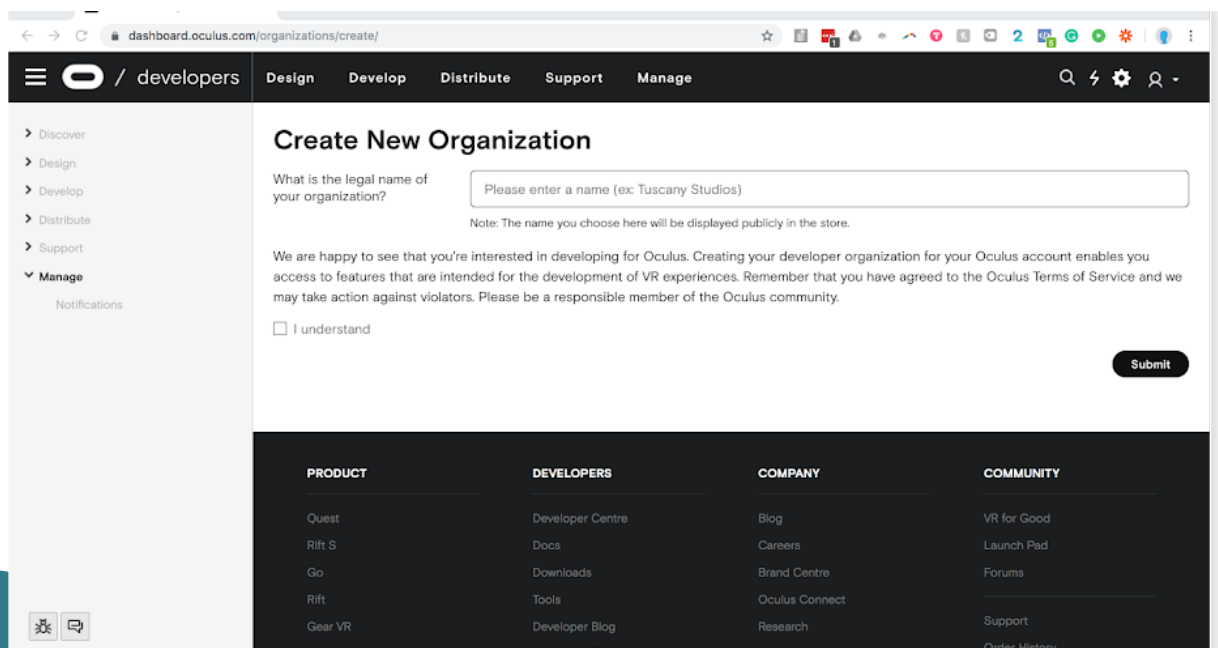 dashboard.oculus.com/organizations/create/
/ developers
Design Develop Distribute Support Manage
Discover
Design
Develop
Distribute
Support
Manage
Notifications
Create New Organization
What is the legal name of
your organization?
Please enter a name (ex: Tuscany Studios)
Note: The name you choose here will be displayed publicly in the store.
We are happy to see that you're interested in developing for Oculus. Creating your developer organization for your Oculus account enables you
access to features that are intended for the development of VR experiences. Remember that you have agreed to the Oculus Terms of Service and we
may take action against violators. Please be a responsible member of the Oculus community.
I understand
Submit
PRODUCT
Quest
Rift S
Go
Rift
Gear VR
DEVELOPERS
Developer Centre
Docs
Downloads
Tools
Developer Blog
COMPANY
Blog
Careers
Brand Centre
Oculus Connect
Research
COMMUNITY
VR for Good
Launch Pad
Forums
Support
Order History